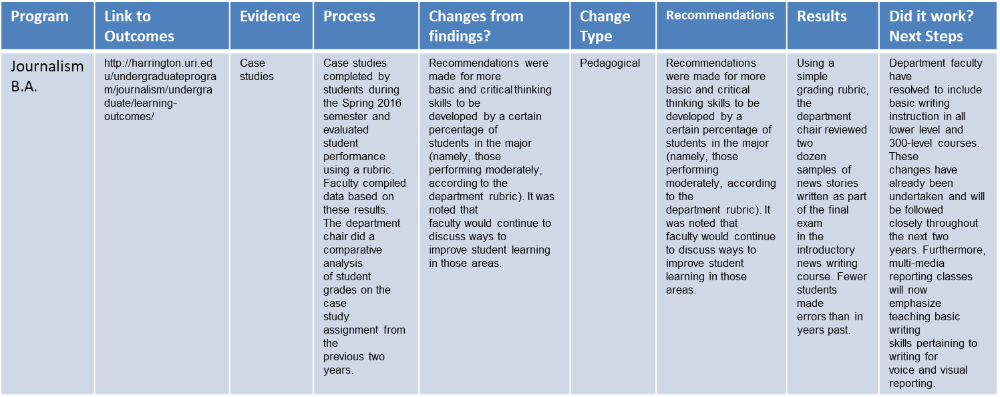 Program
Link to
Outcomes
Evidence
Process
Changes from
findings?
Change
Type
Recommendations
Results
Did it work?
Next Steps
Journalism
B.A.
http://harrington.uri.ed
u/undergraduateprogra
m/journalism/undergra
duate/learning-
outcomes/
Case
studies
Case studies
completed by
students during
the Spring 2016
semester and
evaluated
student
performance
using a rubric.
Faculty compiled
data based on
these results.
The department
chair did a
comparative
analysis
of student
grades on the
case
study
assignment from
the
previous two
years.
Recommendations were
made for more
basic and critical thinking
skills to be
developed by a certain
percentage of
students in the major
(namely, those
performing moderately,
according to the
department rubric). It was
noted that
faculty would continue to
discuss ways to
improve student learning
in those areas.
Pedagogical
Recommendations
were made for more
basic and critical
thinking skills to be
developed by a
certain percentage of
students in the major
(namely, those
performing
moderately, according
to the
department rubric). It
was noted that
faculty would continue
to discuss ways to
improve student
learning in those
areas.
Using a
simple
grading rubric,
the
department
chair reviewed
two
dozen
samples of
news stories
written as part
of the final
exam
in the
introductory
news writing
course. Fewer
students
made
errors than in
years past.
Department faculty
have
resolved to include
basic writing
instruction in all
lower level and
300-level courses.
These
changes have
already been
undertaken and will
be followed
closely throughout
the next two
years. Furthermore,
multi-media
reporting classes
will now
emphasize
teaching basic
writing
skills pertaining to
writing for
voice and visual
reporting.